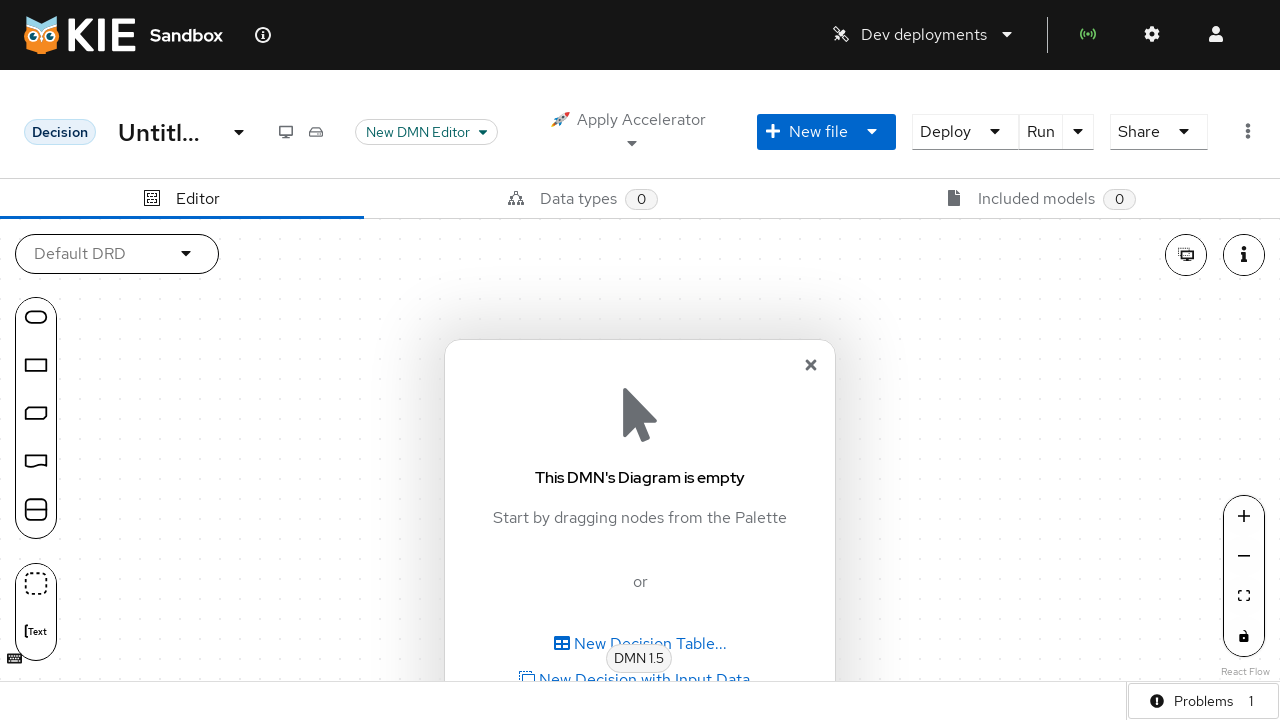 KIE Sandbox
Dev deployments
Decision
Untitl...
New DMN Editor
🚀 Apply Accelerator
New file
Deploy
Run
Share
Editor
Data types 0
Included models 0
Default DRD
This DMN's Diagram is empty
Start by dragging nodes from the Palette
or
New Decision Table...
DMN 1.5
New Decision with Input Data...
Text
React Flow
Problems 1